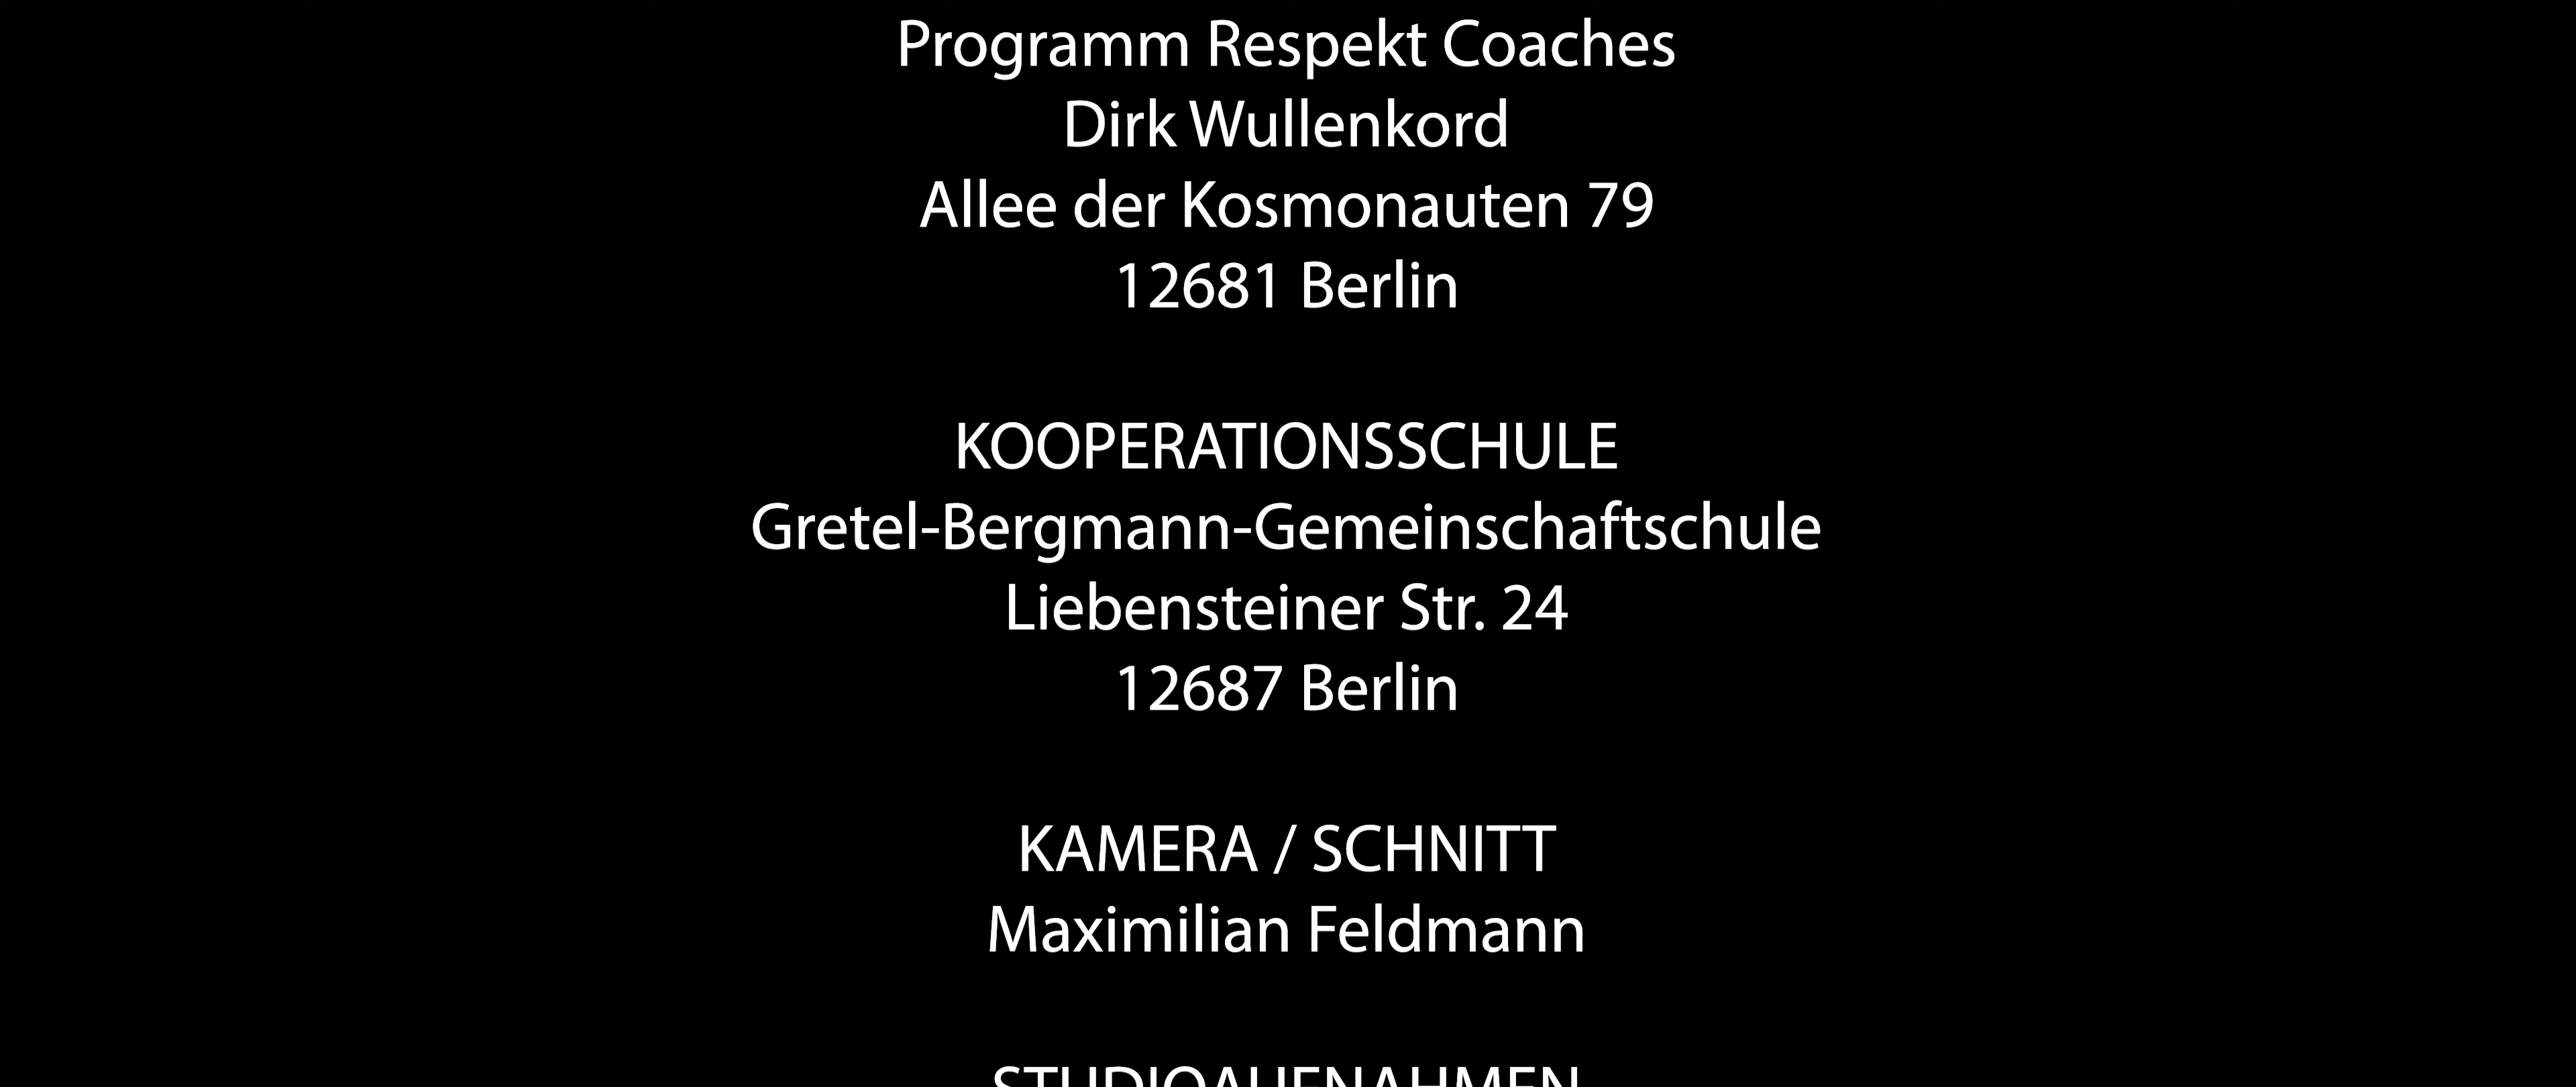 Programm Respekt Coaches
Dirk Wullenkord
Allee der Kosmonauten 79
12681 Berlin
KOOPERATIONSSCHULE
Gretel-Bergmann-Gemeinschaftschule
Liebensteiner Str. 24
12687 Berlin
KAMERA / SCHNITT
Maximilian Feldmann
STUDIOAUFNAHMEN